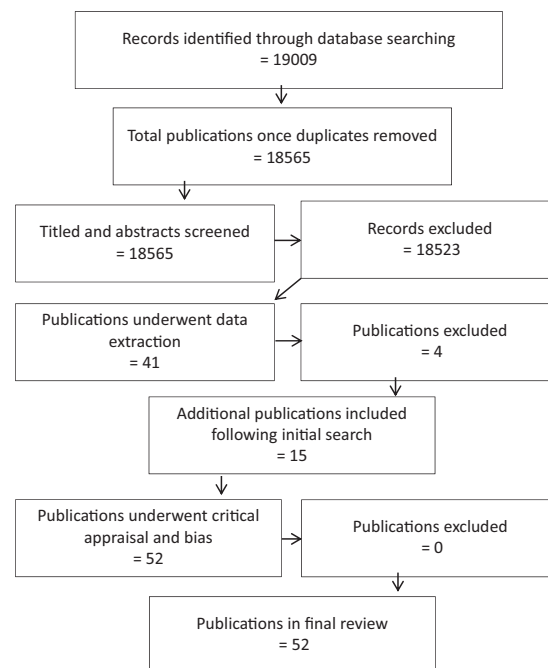 Records identified through database searching
= 19009
Total publications once duplicates removed
= 18565
Titled and abstracts screened
= 18565
Records excluded
= 18523
Publications underwent data
extraction
= 41
Publications excluded
= 4
Additional publications included
following initial search
= 15
Publications underwent critical
appraisal and bias
= 52
Publications excluded
= 0
Publications in final review
= 52